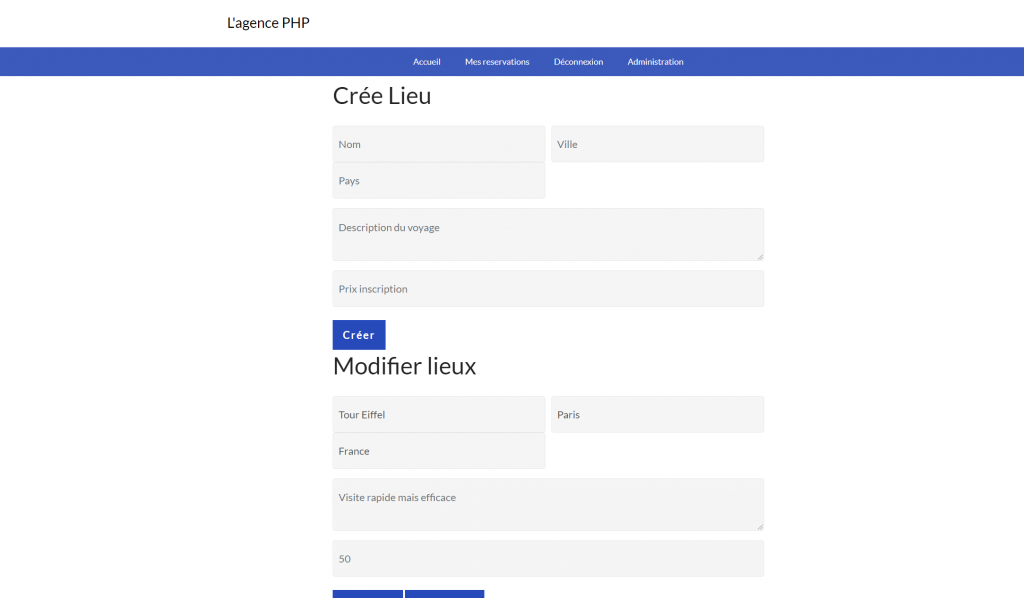 L'agence PHP
Accueil Mes reservations Déconnexion Administration
Crée Lieu
Nom Ville
Pays
Description du voyage
Prix inscription
Créer
Modifier lieux
Tour Eiffel Paris
France
Visite rapide mais efficace
50